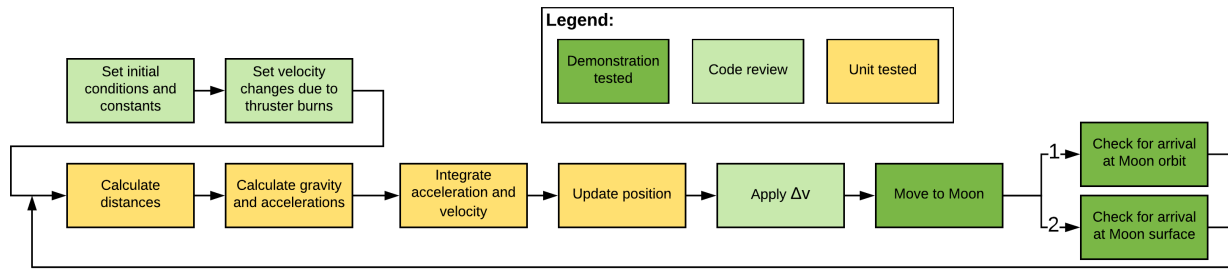 Legend:
Demonstration
tested
Code review
Unit tested
Set initial
conditions and
constants
Set velocity
changes due to
thruster burns
Calculate
distances
Calculate gravity
and accelerations
Integrate
acceleration and
velocity
Update position
Apply Δv
Move to Moon
1
Check for arrival
at Moon orbit
2
Check for arrival
at Moon surface